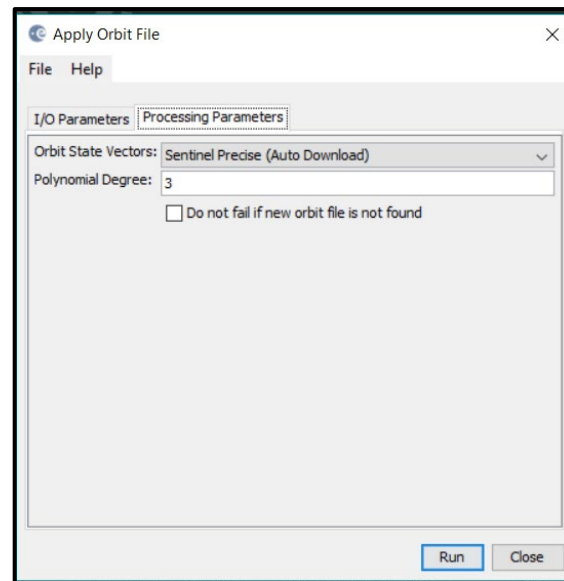 Apply Orbit File
File Help
I/O Parameters Processing Parameters
Orbit State Vectors: Sentinel Precise (Auto Download)
Polynomial Degree: 3
Do not fail if new orbit file is not found
Run Close